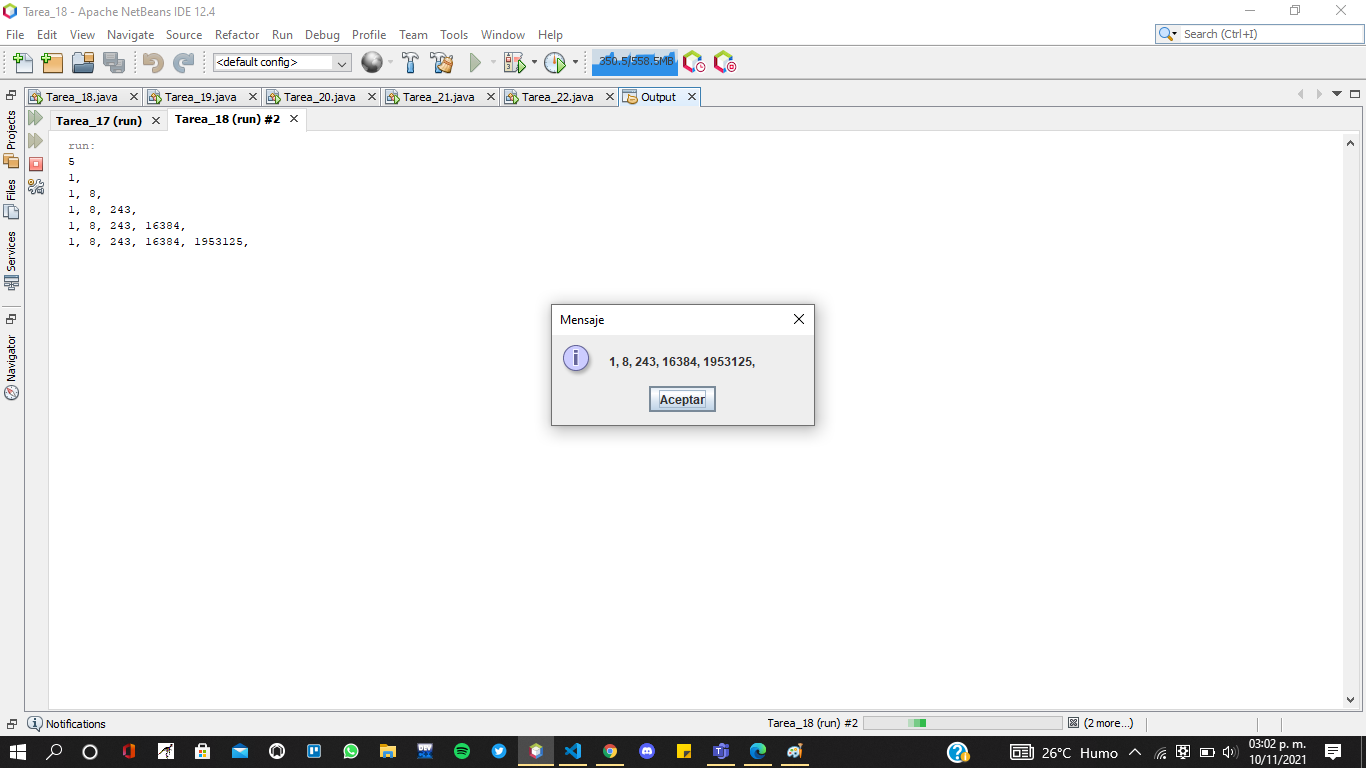 Tarea_18 - Apache NetBeans IDE 12.4
File Edit View Navigate Source Refactor Run Debug Profile Team Tools Window Help
Search (Ctrl+I)
<default config>
350.5/558.5MB
Tarea_18.java Tarea_19.java Tarea_20.java Tarea_21.java Tarea_22.java Output
Tarea_17 (run) Tarea_18 (run) #2
Projects
Files
Services
Navigator
run:
5
1,
1, 8,
1, 8, 243,
1, 8, 243, 16384,
1, 8, 243, 16384, 1953125,
Mensaje
1, 8, 243, 16384, 1953125,
Aceptar
Notifications
Tarea_18 (run) #2
(2 more...)
26°C Humo
03:02 p. m.
10/11/2021